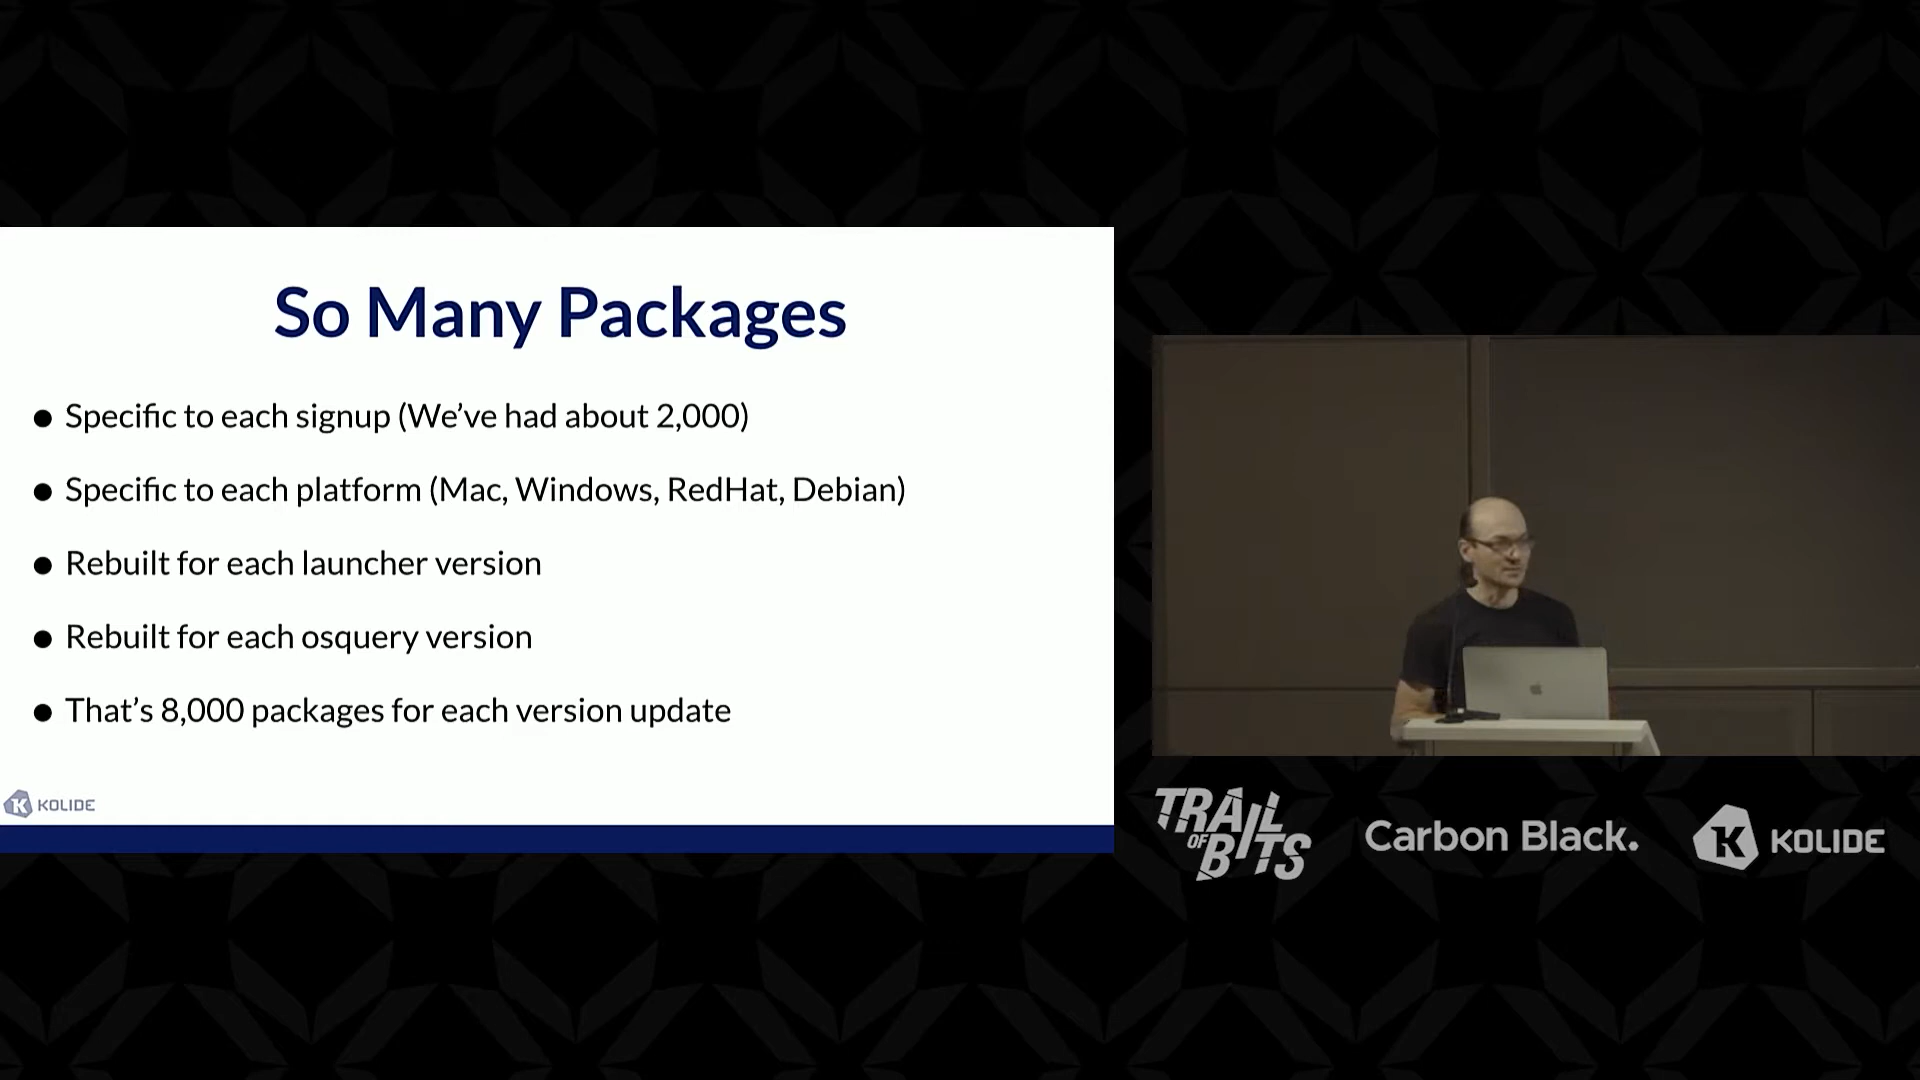 So Many Packages
● Specific to each signup (We’ve had about 2,000)
● Specific to each platform (Mac, Windows, RedHat, Debian)
● Rebuilt for each launcher version
● Rebuilt for each osquery version
● That’s 8,000 packages for each version update
K KOLIDE
TRAIL OF BITS
Carbon Black.
K KOLIDE